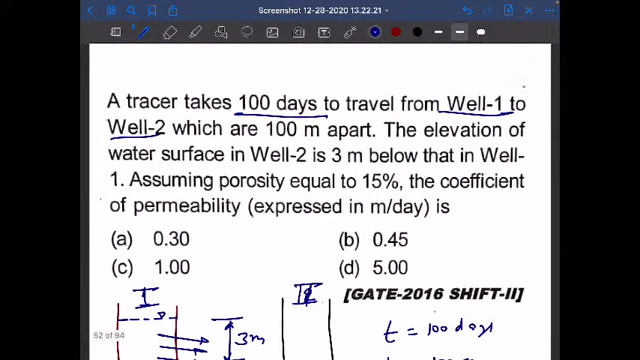 Screenshot 12-28-2020 13.22.21
A tracer takes 100 days to travel from Well-1 to
Well-2 which are 100 m apart. The elevation of
water surface in Well-2 is 3 m below that in Well-
1. Assuming porosity equal to 15%, the coefficient
of permeability (expressed in m/day) is
(a) 0.30
(b) 0.45
(c) 1.00
(d) 5.00
[GATE-2016 SHIFT-II]
I
II
3m
t = 100 days
52 of 94